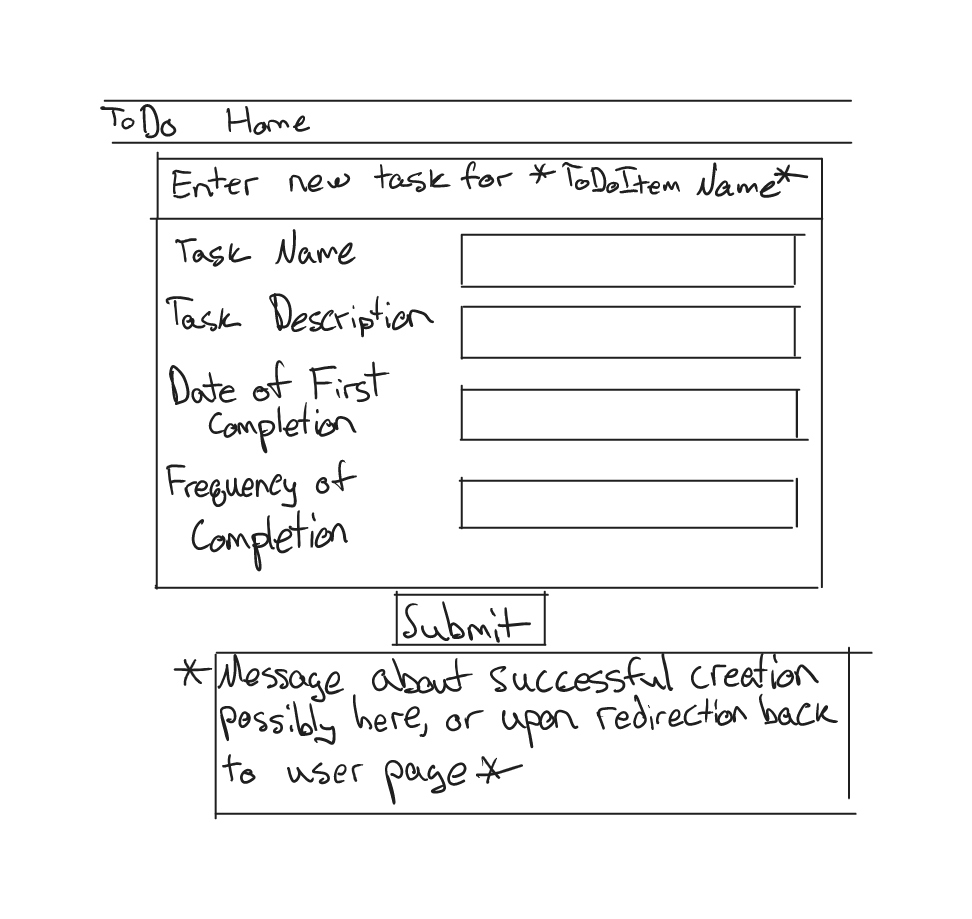 ToDo Home
Enter new task for *ToDoItem Name*
Task Name
Task Description
Date of First
Completion
Frequency of
Completion
Submit
*Message about successful creation
possibly here, or upon redirection back
to user page*